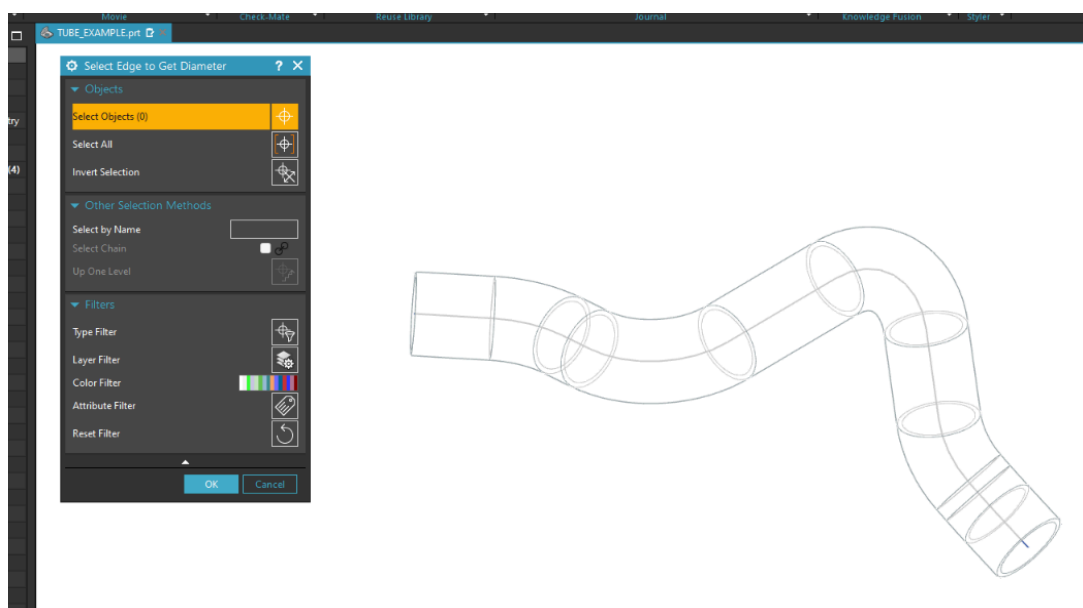 Movie Check-Mate Reuse Library Journal Knowledge Fusion Styler
TUBE_EXAMPLE.prt
Select Edge to Get Diameter ? X
Objects
try
Select Objects (0)
Select All
(4)
Invert Selection
Other Selection Methods
Select by Name
Select Chain
Up One Level
Filters
Type Filter
Layer Filter
Color Filter
Attribute Filter
Reset Filter
OK Cancel